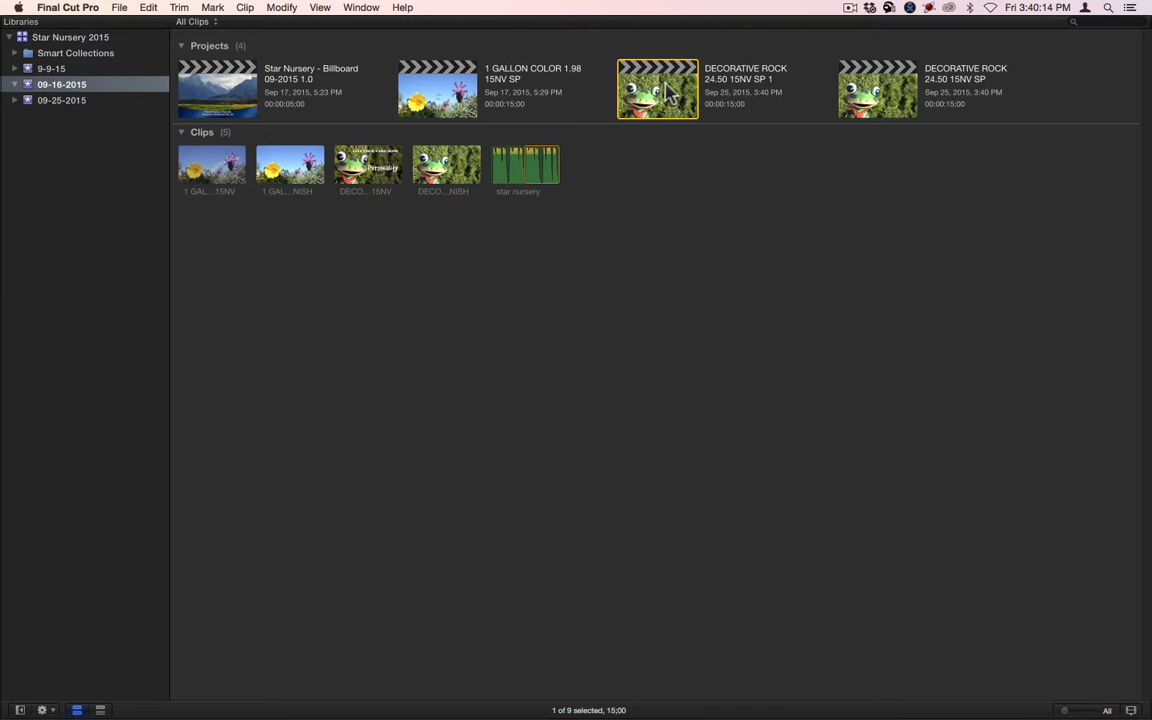 Final Cut Pro File Edit Trim Mark Clip Modify View Window Help Fri 3:40:14 PM
Libraries All Clips
Star Nursery 2015
Smart Collections
9-9-15
09-16-2015
09-25-2015
Projects (4)
Star Nursery - Billboard
09-2015 1.0
Sep 17, 2015, 5:23 PM
00:00:05;00
1 GALLON COLOR 1.98
15NV SP
Sep 17, 2015, 5:29 PM
00:00:15;00
DECORATIVE ROCK
24.50 15NV SP 1
Sep 25, 2015, 3:40 PM
00:00:15;00
DECORATIVE ROCK
24.50 15NV SP
Sep 25, 2015, 3:40 PM
00:00:15;00
Clips (5)
Personality
1 GAL...15NV
1 GAL...NISH
DECO...15NV
DECO...NISH
star nursery
1 of 9 selected, 15;00
All